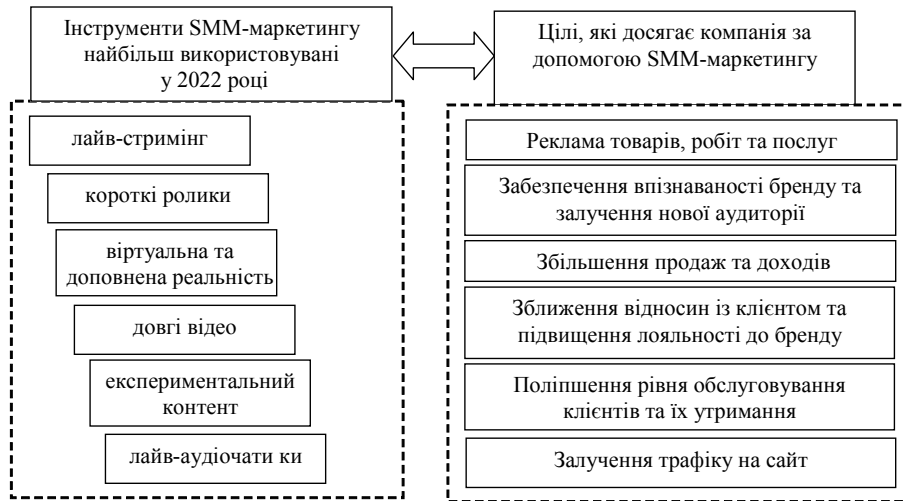 Інструменти SMM-маркетингу
найбільш використовувані
у 2022 році
лайв-стримінг
короткі ролики
віртуальна та
доповнена реальність
довгі відео
експериментальний
контент
лайв-аудіочати ки
Цілі, які досягає компанія за
допомогою SMM-маркетингу
Реклама товарів, робіт та послуг
Забезпечення впізнаваності бренду та
залучення нової аудиторії
Збільшення продаж та доходів
Зближення відносин із клієнтом та
підвищення лояльності до бренду
Поліпшення рівня обслуговування
клієнтів та їх утримання
Залучення трафіку на сайт